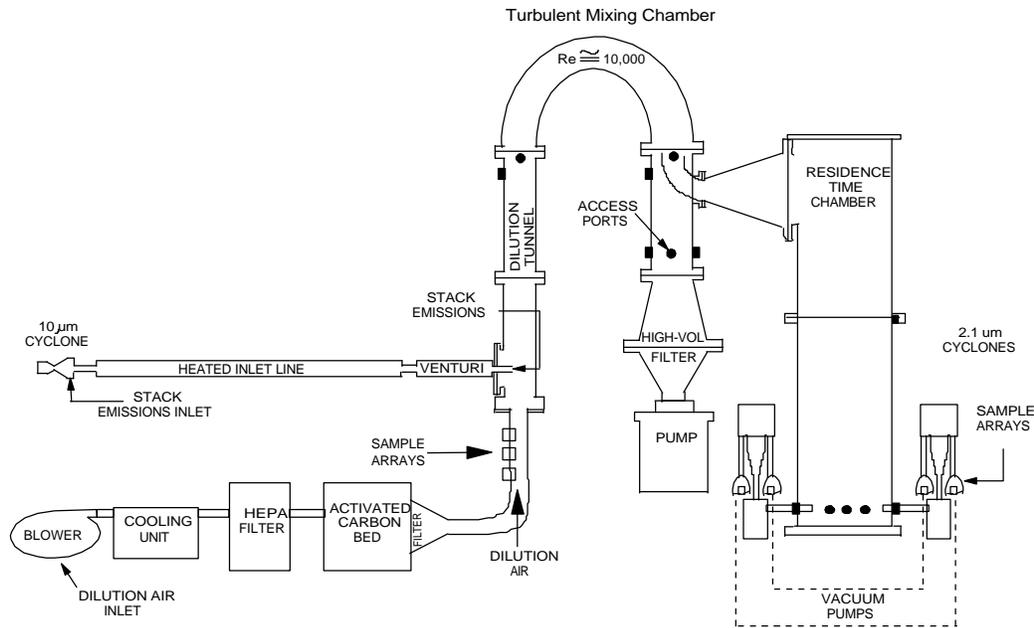 Turbulent Mixing Chamber
Re ≅ 10,000
RESIDENCE
TIME
CHAMBER
ACCESS
PORTS
DILUTION
TUNNEL
STACK
EMISSIONS
10 µm
CYCLONE
HIGH-VOL
FILTER
2.1 um
CYCLONES
HEATED INLET LINE
VENTURI
STACK
EMISSIONS INLET
SAMPLE
ARRAYS
PUMP
SAMPLE
ARRAYS
BLOWER
COOLING
UNIT
HEPA
FILTER
ACTIVATED
CARBON
BED
FILTER
DILUTION
AIR
DILUTION AIR
INLET
VACUUM
PUMPS